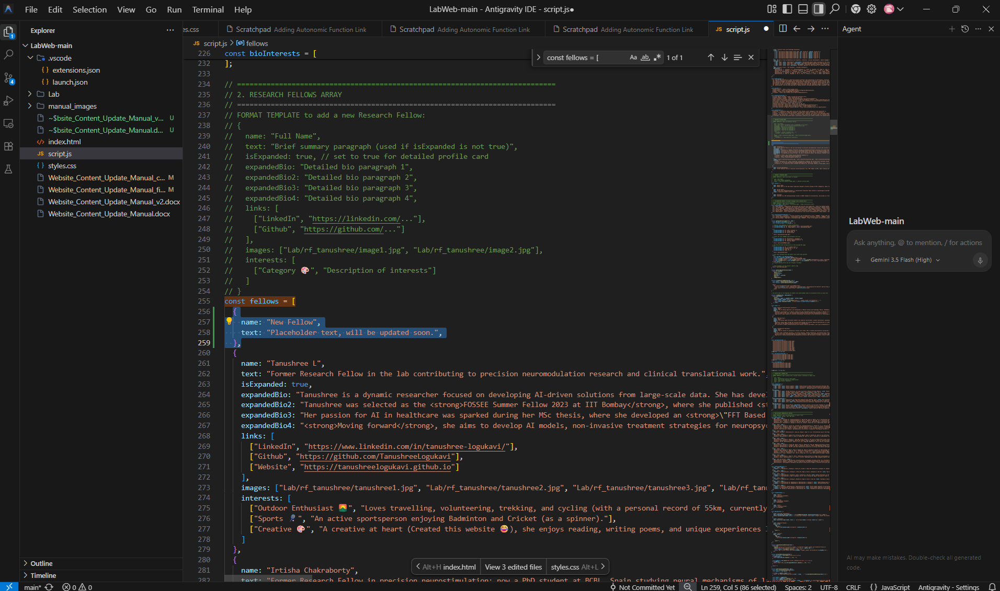 File Edit Selection View Go Run Terminal Help
LabWeb-main - Antigravity IDE - script.js●
Explorer
LabWeb-main
.vscode
{ } extensions.json
{ } launch.json
Lab
manual_images
~$bsite_Content_Update_Manual_v... U
~$bsite_Content_Update_Manual.d... U
index.html
JS script.js
{ } styles.css
Website_Content_Update_Manual_c... M
Website_Content_Update_Manual_fi... M
Website_Content_Update_Manual_v2.docx
Website_Content_Update_Manual.docx
Outline
Timeline
es.css
Scratchpad Adding Autonomic Function Link
Scratchpad Adding Autonomic Function Link
Scratchpad Adding Autonomic Function Link
JS script.js
JS script.js > fellows
const fellows = [ Aa ab .* 1 of 1
226 const bioInterests = [
232 ];
233
234 // ============================================================================
235 // 2. RESEARCH FELLOWS ARRAY
236 // ============================================================================
237 // FORMAT TEMPLATE to add a new Research Fellow:
238 // {
239 //   name: "Full Name",
240 //   text: "Brief summary paragraph (used if isExpanded is not true)",
241 //   isExpanded: true, // set to true for detailed profile card
242 //   expandedBio: "Detailed bio paragraph 1",
243 //   expandedBio2: "Detailed bio paragraph 2",
244 //   expandedBio3: "Detailed bio paragraph 3",
245 //   expandedBio4: "Detailed bio paragraph 4",
246 //   links: [
247 //     ["LinkedIn", "https://linkedin.com/..."],
248 //     ["Github", "https://github.com/..."]
249 //   ],
250 //   images: ["Lab/rf_tanushree/image1.jpg", "Lab/rf_tanushree/image2.jpg"],
251 //   interests: [
252 //     ["Category 🎨", "Description of interests"]
253 //   ]
254 // }
255 const fellows = [
256   {
257     name: "New Fellow",
258     text: "Placeholder text, will be updated soon.",
259   },
260   {
261     name: "Tanushree L",
262     text: "Former Research Fellow in the lab contributing to precision neuromodulation research and clinical translational work.",
263     isExpanded: true,
264     expandedBio: "Tanushree is a dynamic researcher focused on developing AI-driven solutions from large-scale data. She has deve
265     expandedBio2: "Tanushree was selected as the <strong>FOSSEE Summer Fellow 2023 at IIT Bombay</strong>, where she published <st
266     expandedBio3: "Her passion for AI in healthcare was sparked during her MSc thesis, where she developed an <strong>\"FFT Based
267     expandedBio4: "<strong>Moving forward</strong>, she aims to develop AI models, non-invasive treatment strategies for neuropsy
268     links: [
269       ["LinkedIn", "https://www.linkedin.com/in/tanushree-logukavi/"],
270       ["Github", "https://github.com/TanushreeLogukavi"],
271       ["Website", "https://tanushreelogukavi.github.io"]
272     ],
273     images: ["Lab/rf_tanushree/tanushree1.jpg", "Lab/rf_tanushree/tanushree2.jpg", "Lab/rf_tanushree/tanushree3.jpg", "Lab/rf_tanu
274     interests: [
275       ["Outdoor Enthusiast 🌄", "Loves travelling, volunteering, trekking, and cycling (with a personal record of 55km, currently
276       ["Sports 🏸", "An active sportsperson enjoying Badminton and Cricket (as a spinner)."],
277       ["Creative 🎨", "A creative at heart (Created this website 😄), she enjoys reading, writing poems, and unique experiences
278     ]
279   },
280   {
281     name: "Irtisha Chakraborty",
282     text: "Former Research Fellow in precision neurostimulation; now a PhD student at BCBL, Spain studying neural mechanisms of
< Alt+H index.html View 3 edited files styles.css Alt+L >
Agent
LabWeb-main
Ask anything, @ to mention, / for actions
+ Gemini 3.5 Flash (High)
AI may make mistakes. Double-check all generated
code.
main* 0 0
Not Committed Yet Ln 259, Col 5 (86 selected) Spaces: 2 UTF-8 CRLF { } JavaScript Antigravity - Settings